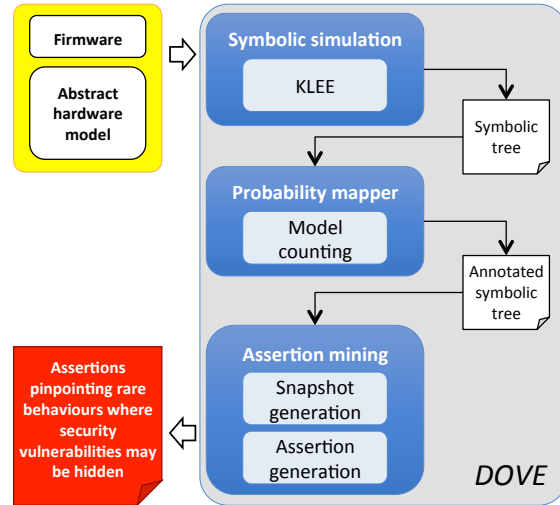 Firmware
Abstract
hardware
model
Symbolic simulation
KLEE
Symbolic
tree
Probability mapper
Model
counting
Annotated
symbolic
tree
Assertion mining
Snapshot
generation
Assertion
generation
Assertions
pinpointing rare
behaviours where
security
vulnerabilities may
be hidden
DOVE